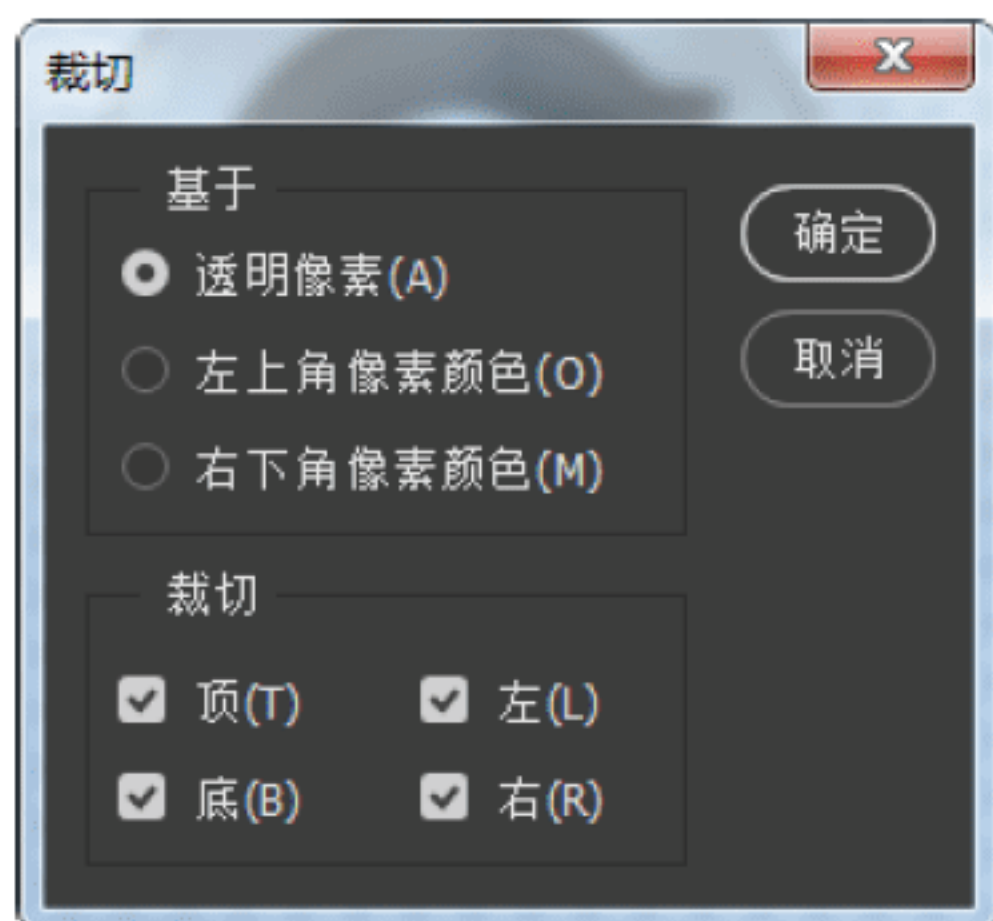 裁切
基于
透明像素(A)
左上角像素颜色(O)
右下角像素颜色(M)
确定
取消
裁切
顶(T) 左(L)
底(B) 右(R)